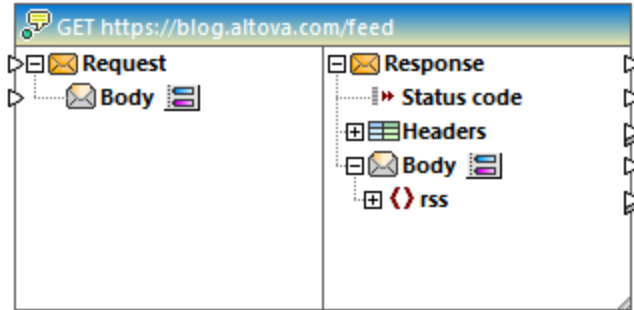 GET https://blog.altova.com/feed
Request
Body
Response
Status code
Headers
Body
rss